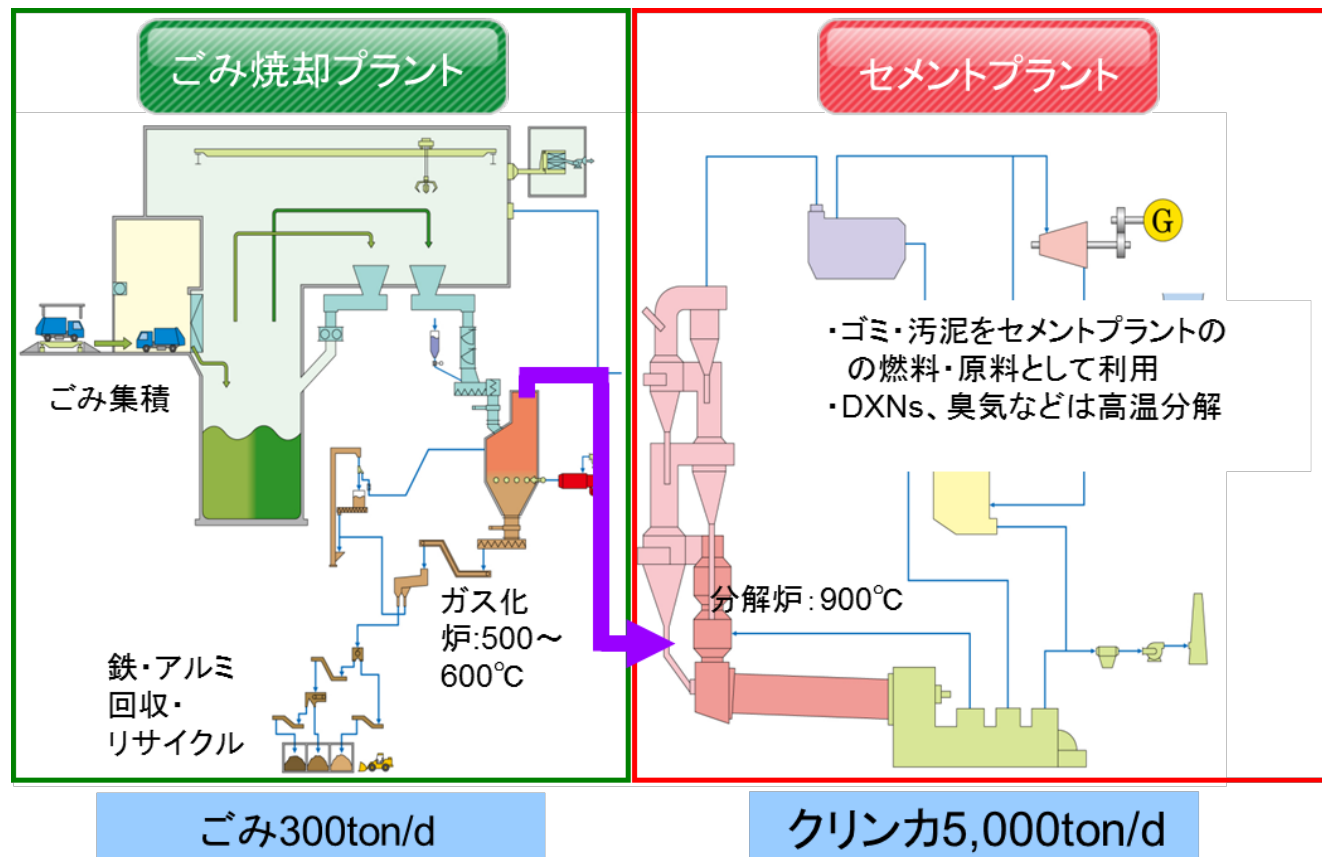 ごみ焼却プラント
セメントプラント
G
・ゴミ・汚泥をセメントプラントの
の燃料・原料として利用
・DXNs、臭気などは高温分解
ごみ集積
ガス化
炉:500～
600℃
分解炉：900℃
鉄・アルミ
回収・
リサイクル
ごみ300ton/d
クリンカ5,000ton/d